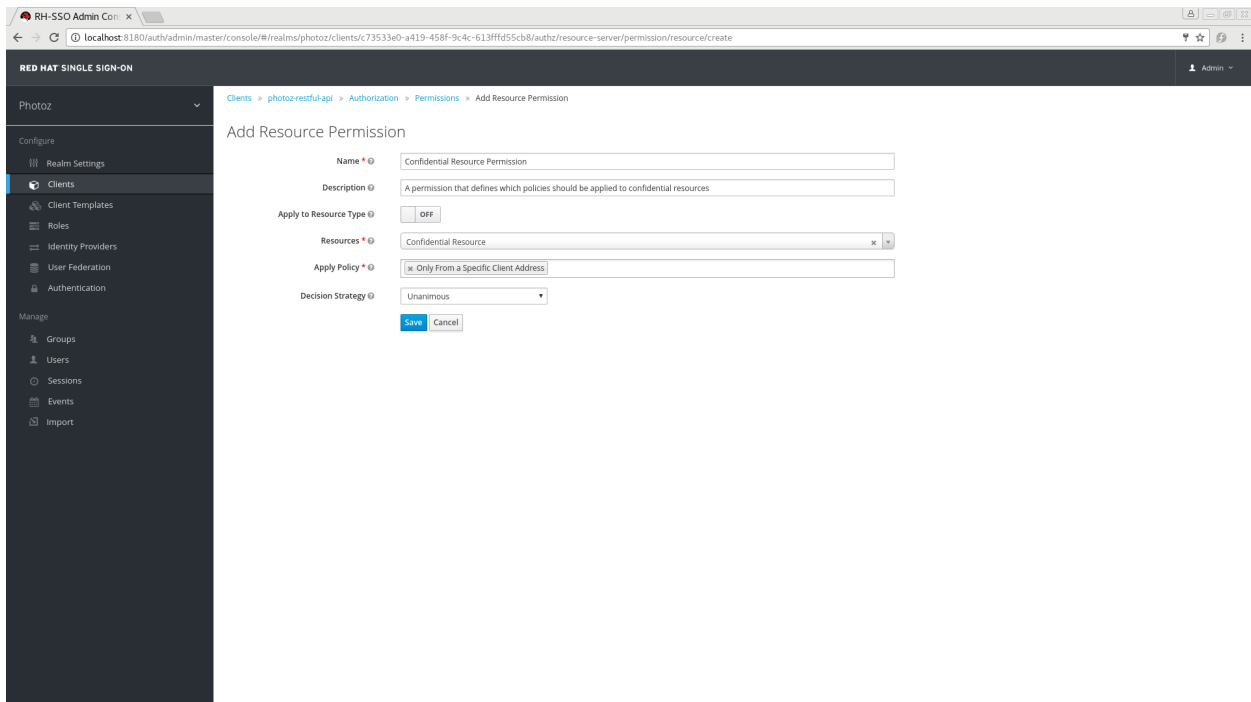 RH-SSO Admin Con
localhost:8180/auth/admin/master/console/#/realms/photoz/clients/c73533e0-a419-458f-9c4c-613fffd55cb8/authz/resource-server/permission/resource/create
RED HAT SINGLE SIGN-ON
Admin
Photoz
Clients » photoz-restful-api » Authorization » Permissions » Add Resource Permission
Configure
Realm Settings
Clients
Client Templates
Roles
Identity Providers
User Federation
Authentication
Manage
Groups
Users
Sessions
Events
Import
Add Resource Permission
Name * Confidential Resource Permission
Description A permission that defines which policies should be applied to confidential resources
Apply to Resource Type OFF
Resources * Confidential Resource
Apply Policy * Only From a Specific Client Address
Decision Strategy Unanimous
Save Cancel